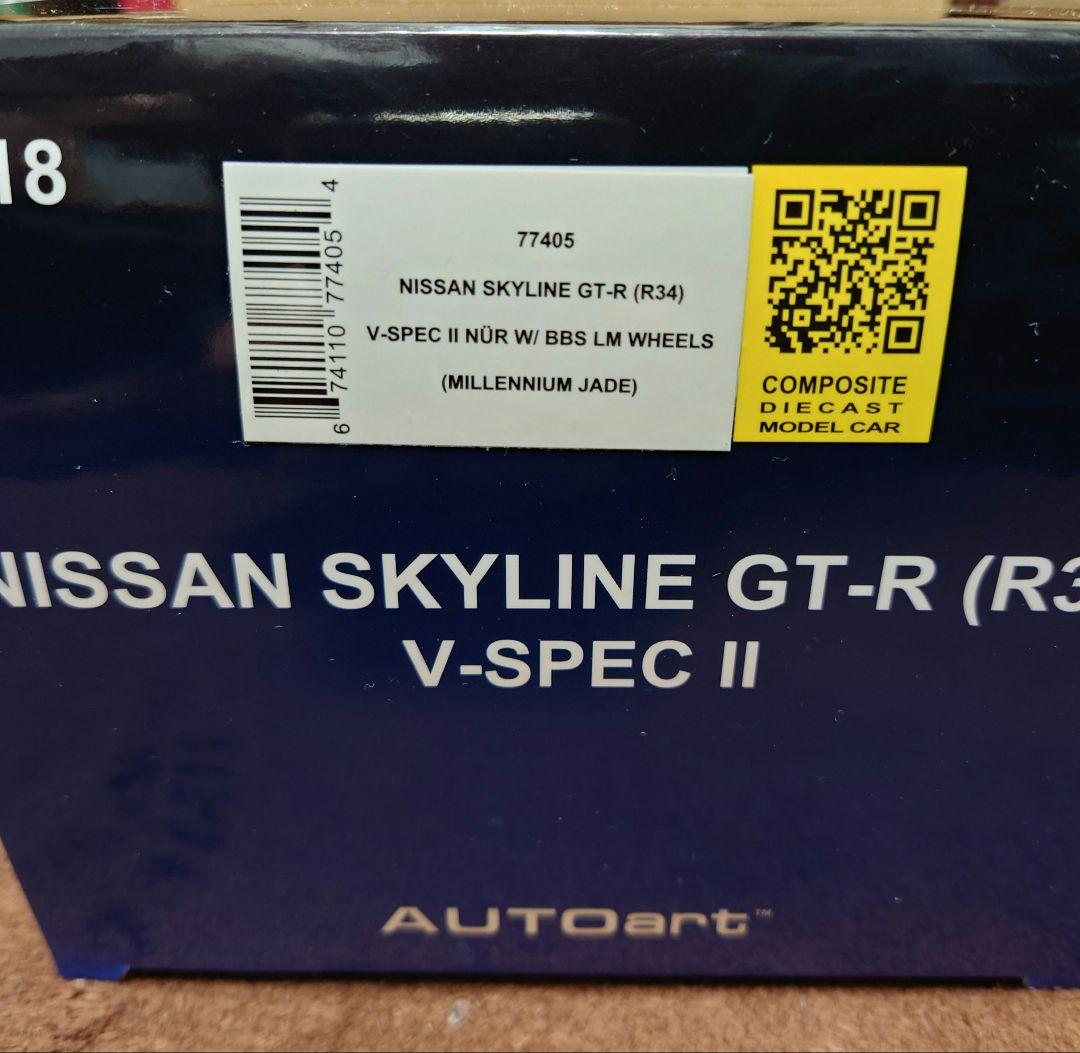 18
6 74110 77405 4
77405
NISSAN SKYLINE GT-R (R34)
V-SPEC II NÜR W/ BBS LM WHEELS
(MILLENNIUM JADE)
COMPOSITE
DIECAST
MODEL CAR
NISSAN SKYLINE GT-R (R3
V-SPEC II
AUTOart™